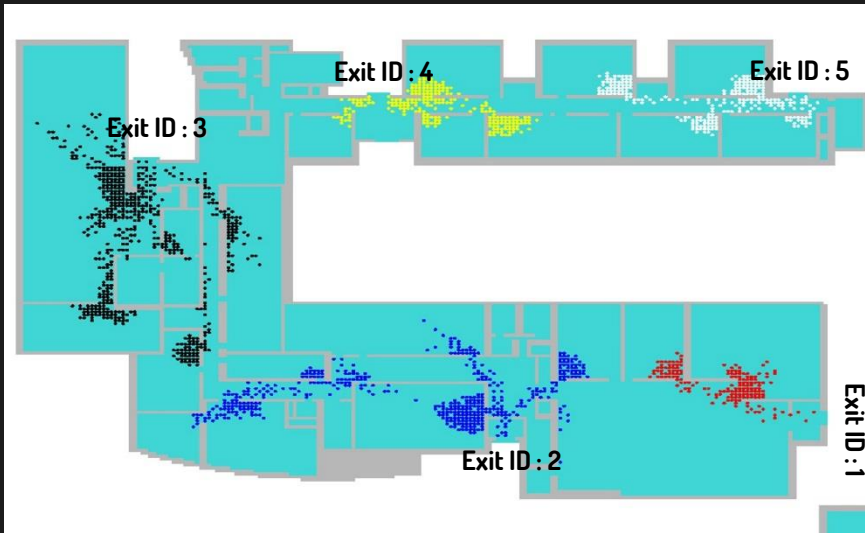 Exit ID : 4
Exit ID : 5
Exit ID : 3
Exit ID : 2
Exit ID : 1